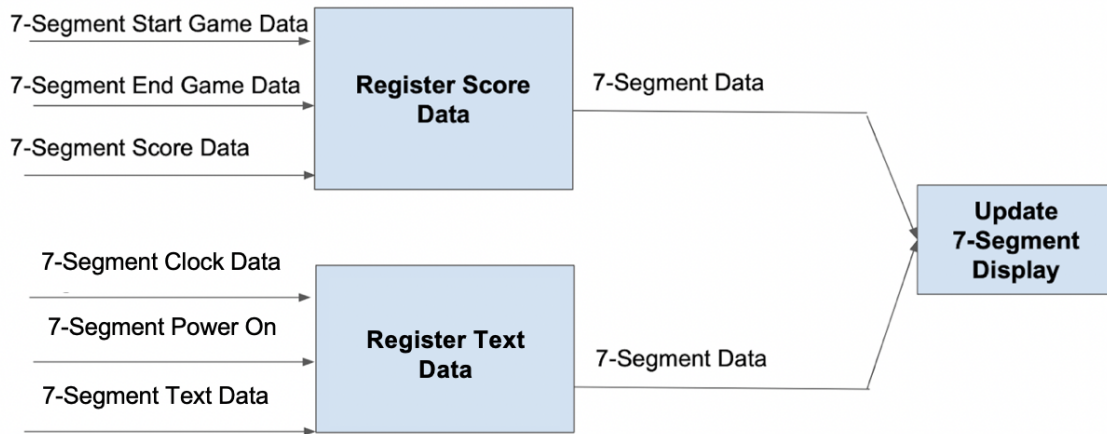 7-Segment Start Game Data
7-Segment End Game Data
7-Segment Score Data
Register Score
Data
7-Segment Data
7-Segment Clock Data
7-Segment Power On
7-Segment Text Data
Register Text
Data
7-Segment Data
Update
7-Segment
Display